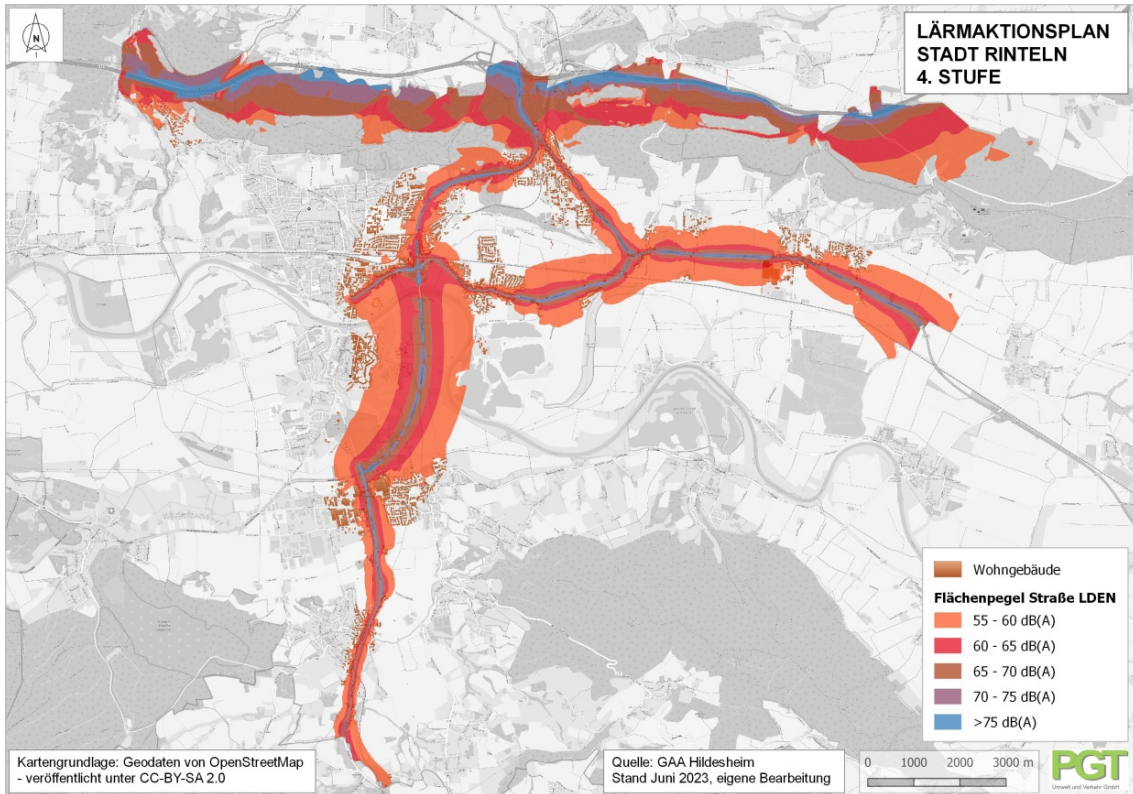 N
LÄRMAKTIONSPLAN
STADT RINTELN
4. STUFE
Wohngebäude
Flächenpegel Straße LDEN
55 - 60 dB(A)
60 - 65 dB(A)
65 - 70 dB(A)
70 - 75 dB(A)
>75 dB(A)
Kartengrundlage: Geodaten von OpenStreetMap
- veröffentlicht unter CC-BY-SA 2.0
Quelle: GAA Hildesheim
Stand Juni 2023, eigene Bearbeitung
0 1000 2000 3000 m
PGT
Umwelt und Verkehr GmbH